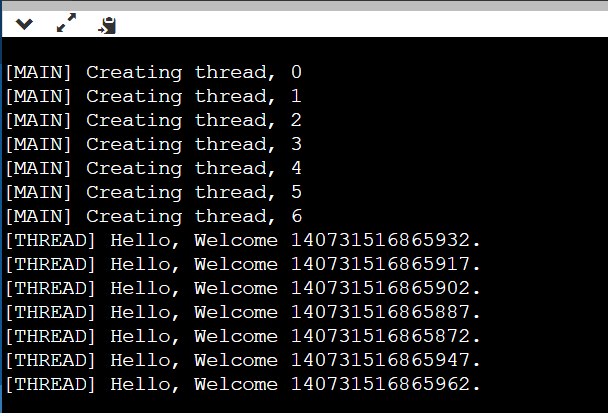 [MAIN] Creating thread, 0
[MAIN] Creating thread, 1
[MAIN] Creating thread, 2
[MAIN] Creating thread, 3
[MAIN] Creating thread, 4
[MAIN] Creating thread, 5
[MAIN] Creating thread, 6
[THREAD] Hello, Welcome 140731516865932.
[THREAD] Hello, Welcome 140731516865917.
[THREAD] Hello, Welcome 140731516865902.
[THREAD] Hello, Welcome 140731516865887.
[THREAD] Hello, Welcome 140731516865872.
[THREAD] Hello, Welcome 140731516865947.
[THREAD] Hello, Welcome 140731516865962.